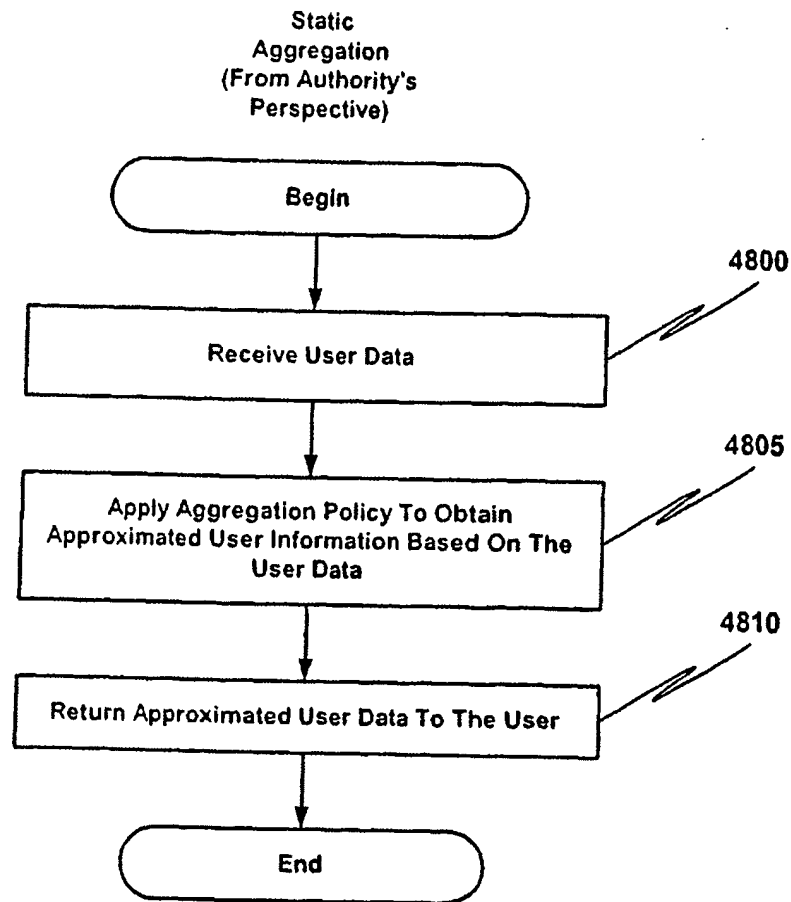 Static
Aggregation
(From Authority's
Perspective)
Begin
4800
Receive User Data
4805
Apply Aggregation Policy To Obtain
Approximated User Information Based On The
User Data
4810
Return Approximated User Data To The User
End